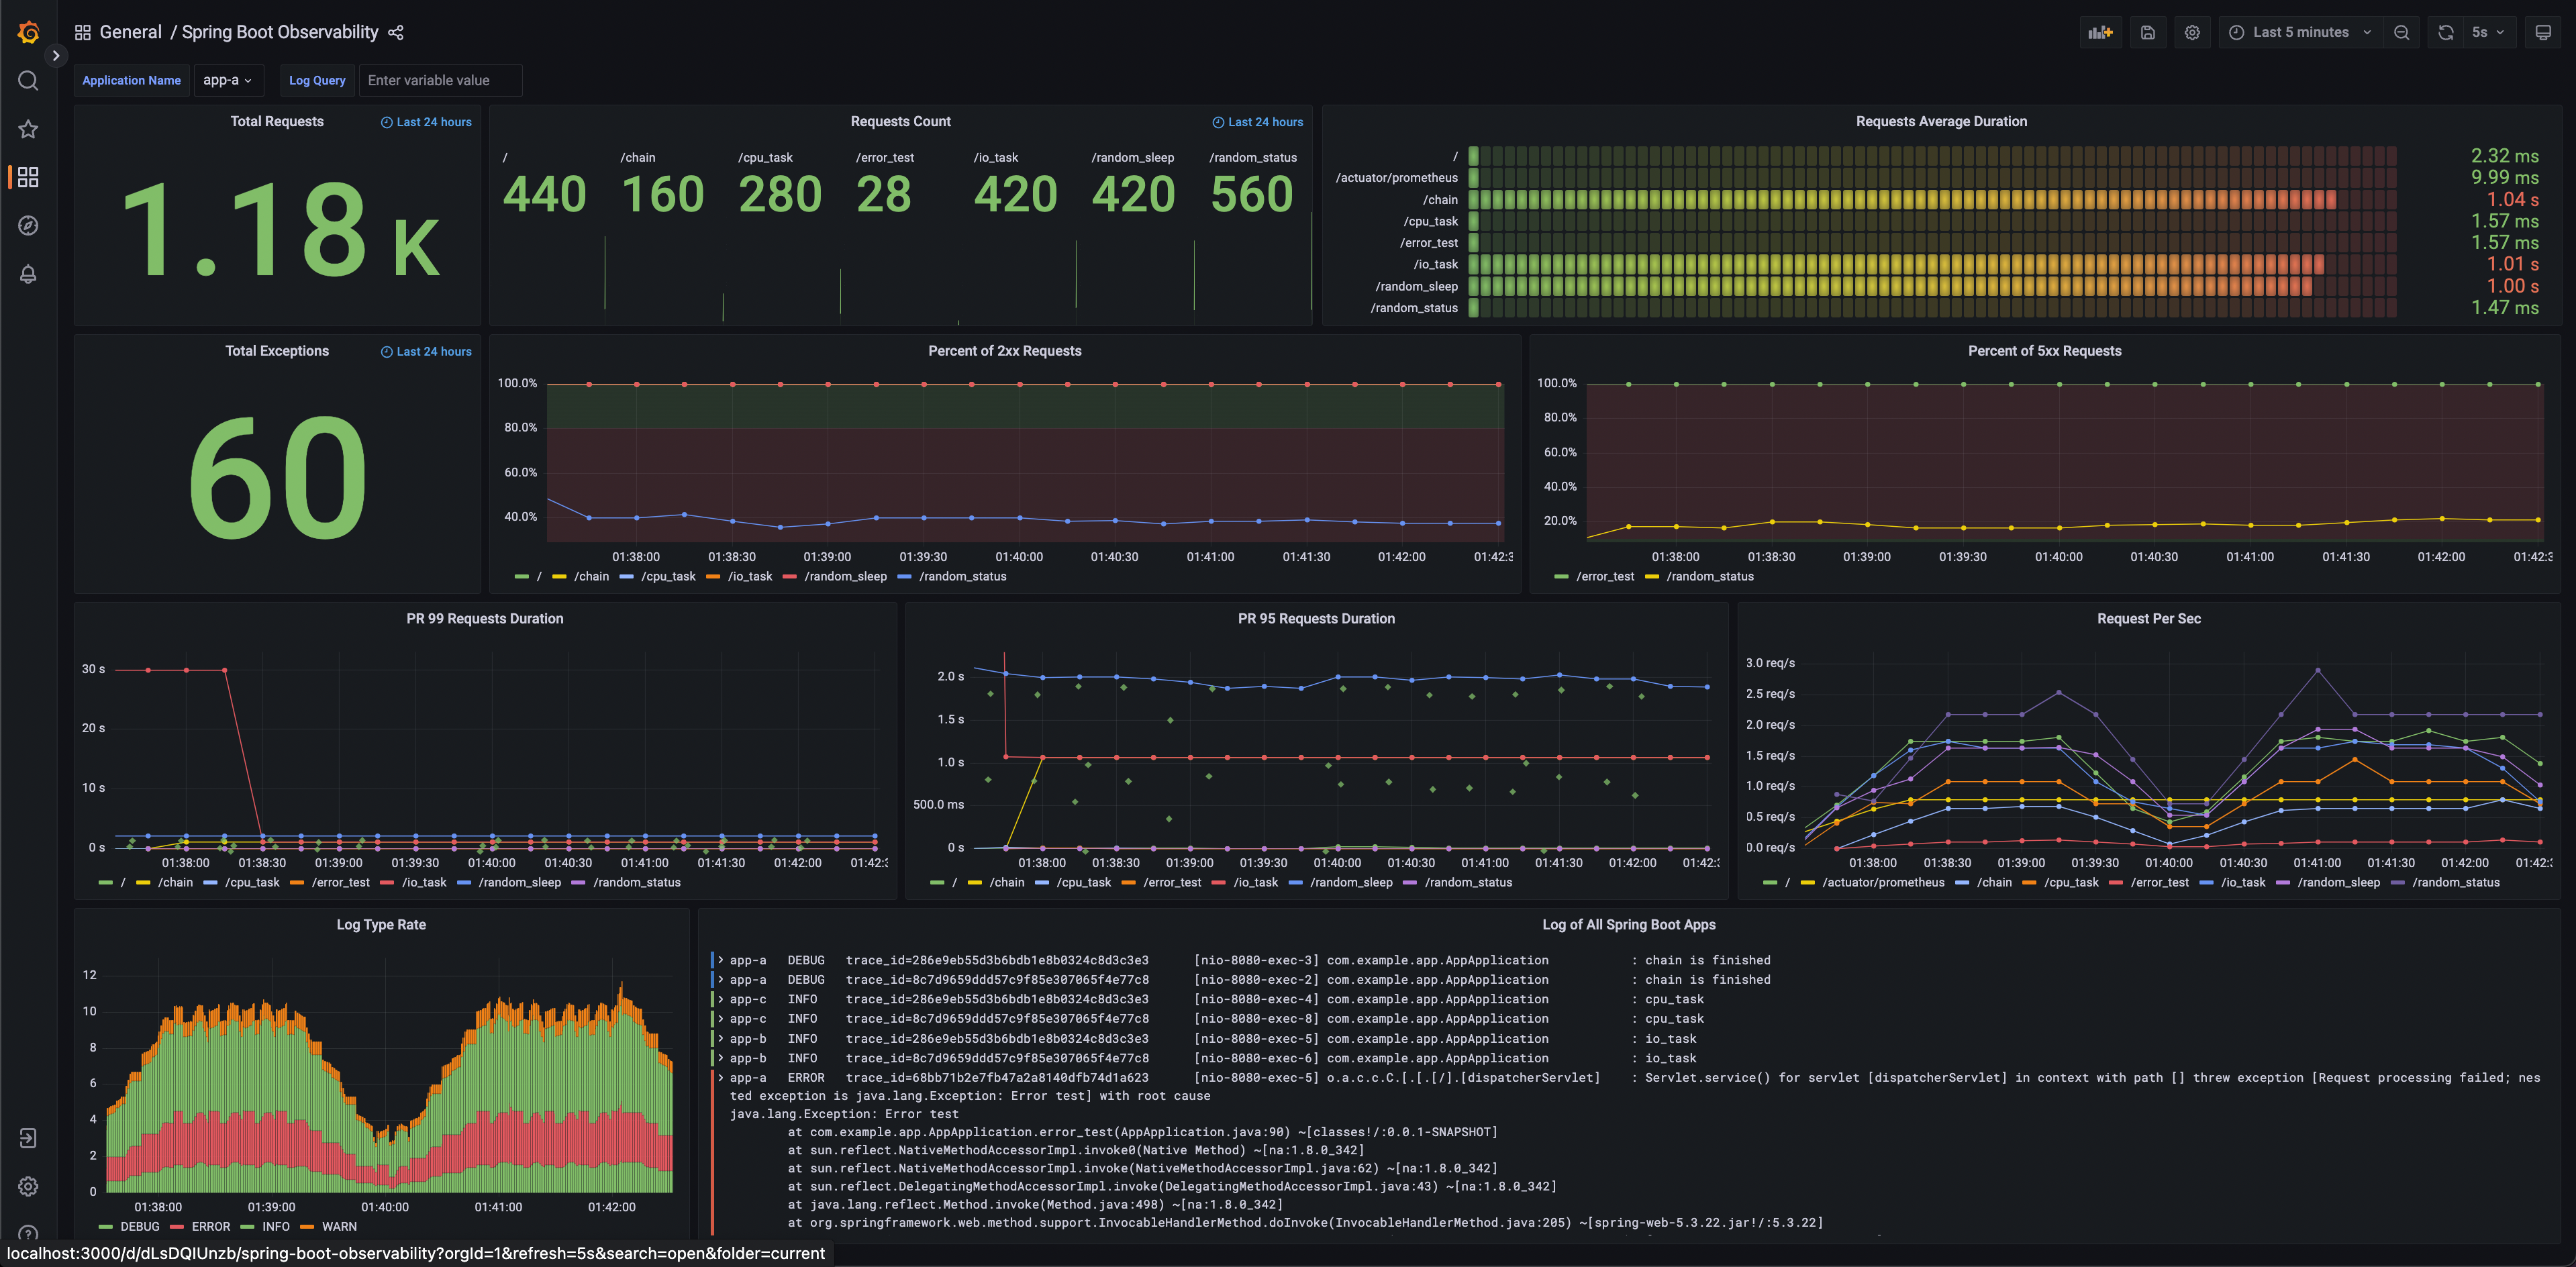 General / Spring Boot Observability
Last 5 minutes
5s
Application Name
app-a
Log Query
Enter variable value
Total Requests
Last 24 hours
1.18 K
Requests Count
Last 24 hours
/ /chain /cpu_task /error_test /io_task /random_sleep /random_status
440 160 280 28 420 420 560
Requests Average Duration
/ 2.32 ms
/actuator/prometheus 9.99 ms
/chain 1.04 s
/cpu_task 1.57 ms
/error_test 1.57 ms
/io_task 1.01 s
/random_sleep 1.00 s
/random_status 1.47 ms
Total Exceptions
Last 24 hours
60
Percent of 2xx Requests
100.0%
80.0%
60.0%
40.0%
01:38:00 01:38:30 01:39:00 01:39:30 01:40:00 01:40:30 01:41:00 01:41:30 01:42:00 01:42:3
/ /chain /cpu_task /io_task /random_sleep /random_status
Percent of 5xx Requests
100.0%
80.0%
60.0%
40.0%
20.0%
01:38:00 01:38:30 01:39:00 01:39:30 01:40:00 01:40:30 01:41:00 01:41:30 01:42:00 01:42:3
/error_test /random_status
PR 99 Requests Duration
30 s
20 s
10 s
0 s
01:38:00 01:38:30 01:39:00 01:39:30 01:40:00 01:40:30 01:41:00 01:41:30 01:42:00 01:42:3
/ /chain /cpu_task /error_test /io_task /random_sleep /random_status
PR 95 Requests Duration
2.0 s
1.5 s
1.0 s
500.0 ms
0 s
01:38:00 01:38:30 01:39:00 01:39:30 01:40:00 01:40:30 01:41:00 01:41:30 01:42:00 01:42:3
/ /chain /cpu_task /error_test /io_task /random_sleep /random_status
Request Per Sec
3.0 req/s
2.5 req/s
2.0 req/s
1.5 req/s
1.0 req/s
0.5 req/s
0.0 req/s
01:38:00 01:38:30 01:39:00 01:39:30 01:40:00 01:40:30 01:41:00 01:41:30 01:42:00 01:42:3
/ /actuator/prometheus /chain /cpu_task /error_test /io_task /random_sleep /random_status
Log Type Rate
12
10
8
6
4
2
0
01:38:00 01:39:00 01:40:00 01:41:00 01:42:00
DEBUG ERROR INFO WARN
Log of All Spring Boot Apps
app-a DEBUG trace_id=286e9eb55d3b6bdb1e8b0324c8d3c3e3 [nio-8080-exec-3] com.example.app.AppApplication : chain is finished
app-a DEBUG trace_id=8c7d9659ddd57c9f85e307065f4e77c8 [nio-8080-exec-2] com.example.app.AppApplication : chain is finished
app-c INFO trace_id=286e9eb55d3b6bdb1e8b0324c8d3c3e3 [nio-8080-exec-4] com.example.app.AppApplication : cpu_task
app-c INFO trace_id=8c7d9659ddd57c9f85e307065f4e77c8 [nio-8080-exec-8] com.example.app.AppApplication : cpu_task
app-b INFO trace_id=286e9eb55d3b6bdb1e8b0324c8d3c3e3 [nio-8080-exec-5] com.example.app.AppApplication : io_task
app-b INFO trace_id=8c7d9659ddd57c9f85e307065f4e77c8 [nio-8080-exec-6] com.example.app.AppApplication : io_task
app-a ERROR trace_id=68bb71b2e7fb47a2a8140dfb74d1a623 [nio-8080-exec-5] o.a.c.c.C.[.[.[/].[dispatcherServlet] : Servlet.service() for servlet [dispatcherServlet] in context with path [] threw exception [Request processing failed; nes
ted exception is java.lang.Exception: Error test] with root cause
java.lang.Exception: Error test
at com.example.app.AppApplication.error_test(AppApplication.java:90) ~[classes!/:0.0.1-SNAPSHOT]
at sun.reflect.NativeMethodAccessorImpl.invoke0(Native Method) ~[na:1.8.0_342]
at sun.reflect.NativeMethodAccessorImpl.invoke(NativeMethodAccessorImpl.java:62) ~[na:1.8.0_342]
at sun.reflect.DelegatingMethodAccessorImpl.invoke(DelegatingMethodAccessorImpl.java:43) ~[na:1.8.0_342]
at java.lang.reflect.Method.invoke(Method.java:498) ~[na:1.8.0_342]
at org.springframework.web.method.support.InvocableHandlerMethod.doInvoke(InvocableHandlerMethod.java:205) ~[spring-web-5.3.22.jar!/:5.3.22]
localhost:3000/d/dLsDQIUnzb/spring-boot-observability?orgId=1&refresh=5s&search=open&folder=current